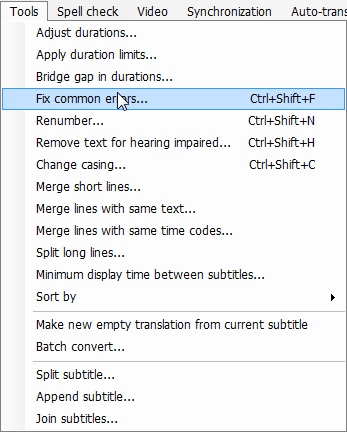 Tools Spell check Video Synchronization Auto-trans
Adjust durations...
Apply duration limits...
Bridge gap in durations...
Fix common errors... Ctrl+Shift+F
Renumber... Ctrl+Shift+N
Remove text for hearing impaired... Ctrl+Shift+H
Change casing... Ctrl+Shift+C
Merge short lines...
Merge lines with same text...
Merge lines with same time codes...
Split long lines...
Minimum display time between subtitles...
Sort by
Make new empty translation from current subtitle
Batch convert...
Split subtitle...
Append subtitle...
Join subtitles...